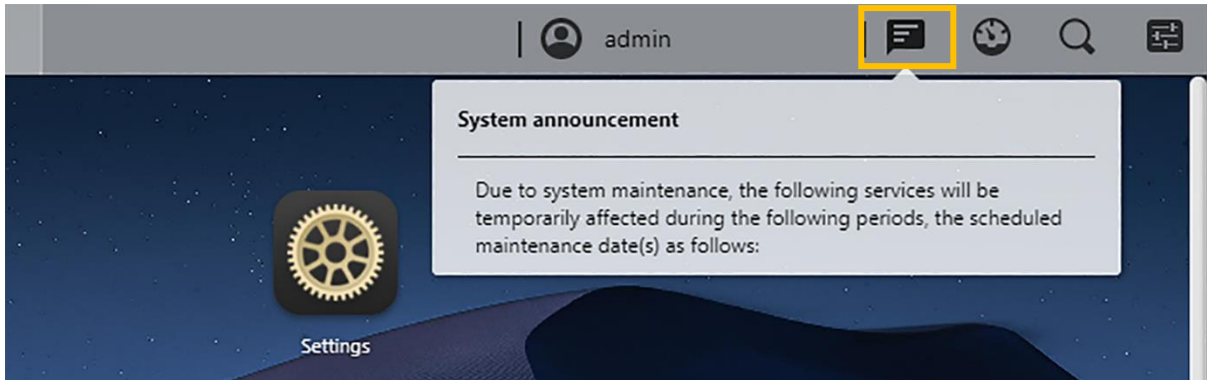 admin
System announcement
Due to system maintenance, the following services will be
temporarily affected during the following periods, the scheduled
maintenance date(s) as follows:
Settings